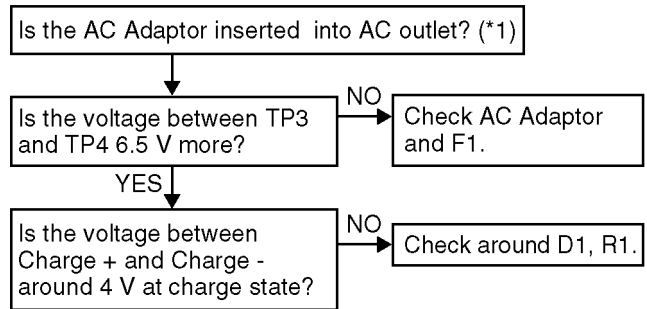 Is the AC Adaptor inserted into AC outlet? (*1)
Is the voltage between TP3
and TP4 6.5 V more?
NO
Check AC Adaptor
and F1.
YES
Is the voltage between
Charge + and Charge -
around 4 V at charge state?
NO
Check around D1, R1.